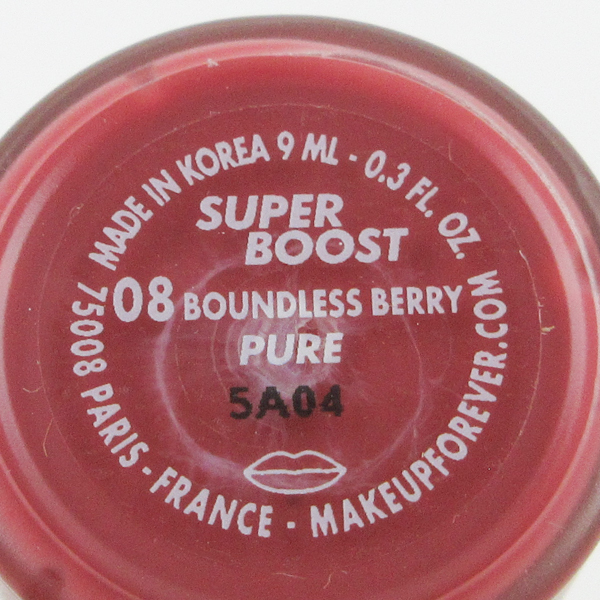 MADE IN KOREA 9 ML - 0.3 FL. OZ.
SUPER
BOOST
08 BOUNDLESS BERRY
PURE
5A04
75008 PARIS - FRANCE - MAKEUPFOREVER.COM